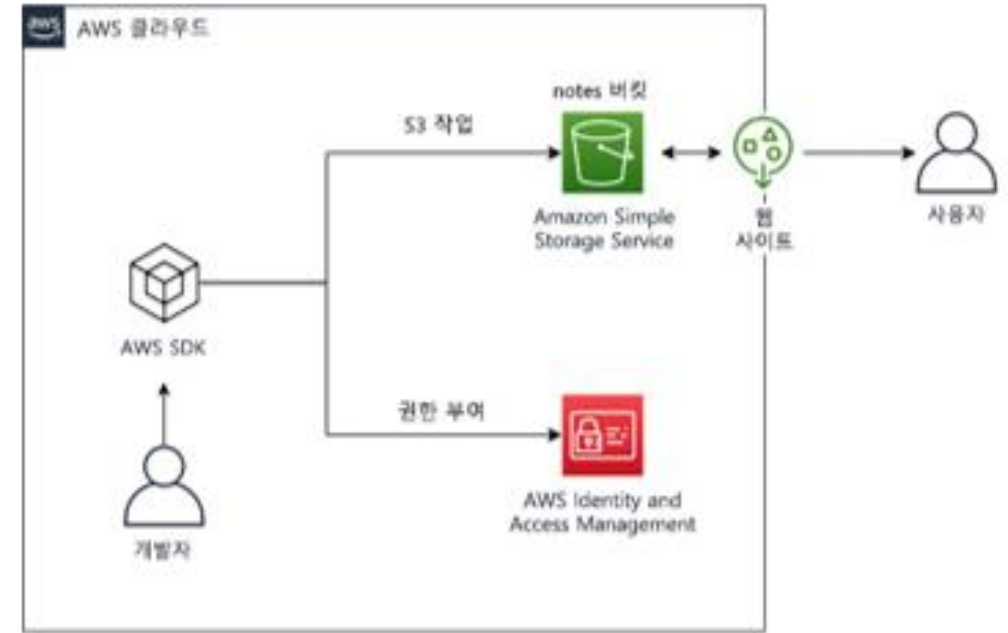 aws
AWS 클라우드
notes 버킷
S3 작업
Amazon Simple
Storage Service
웹
사이트
사용자
AWS SDK
권한 부여
개발자
AWS Identity and
Access Management